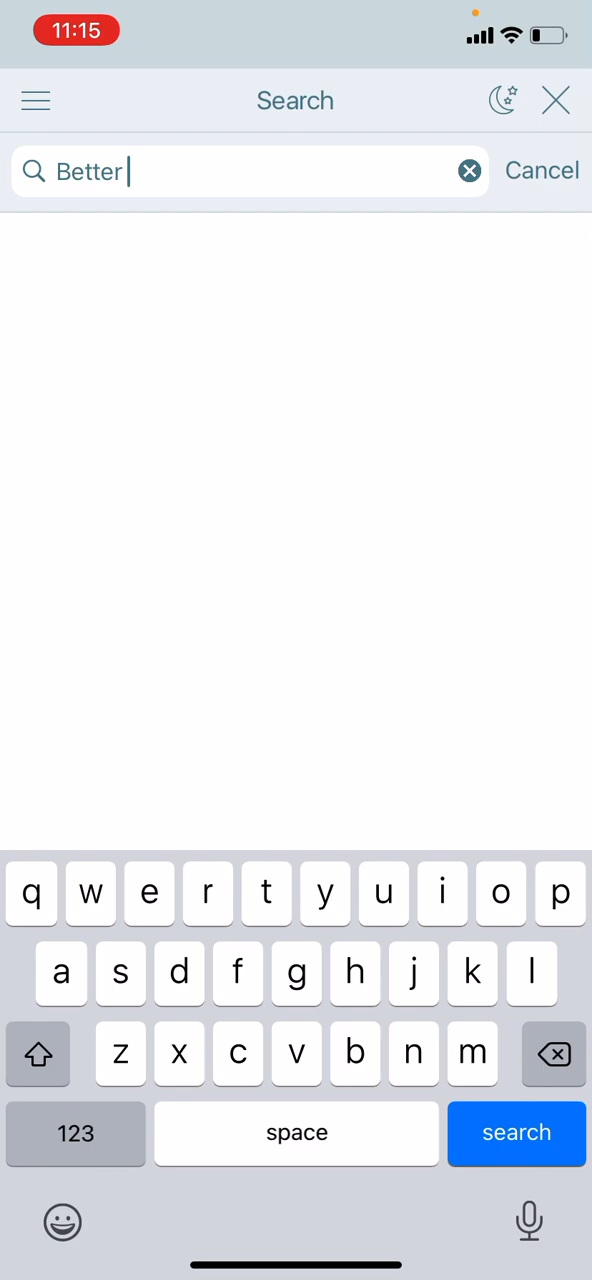 11:15
Search
Better
Cancel
q w e r t y u i o p
a s d f g h j k l
z x c v b n m
123 space search